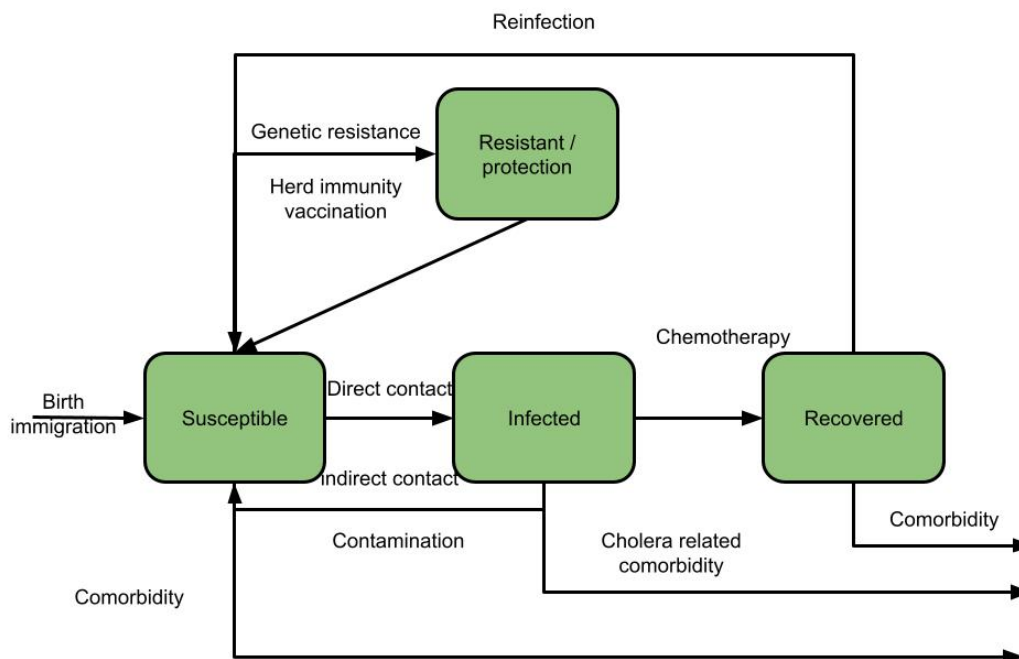 Reinfection
Genetic resistance
Resistant /
protection
Herd immunity
vaccination
Chemotherapy
Birth
immigration
Susceptible
Direct contact
Infected
Recovered
indirect contact
Contamination
Cholera related
comorbidity
Comorbidity
Comorbidity